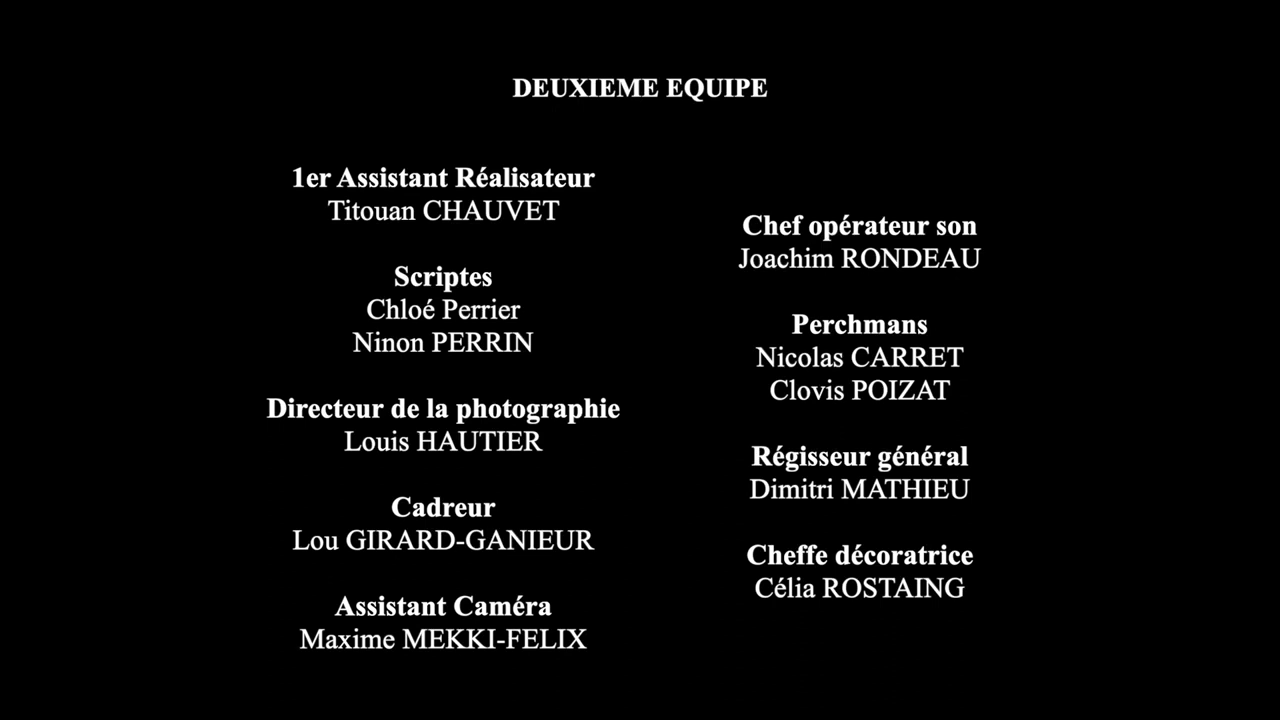 DEUXIEME EQUIPE
1er Assistant Réalisateur
Titouan CHAUVET
Scriptes
Chloé Perrier
Ninon PERRIN
Directeur de la photographie
Louis HAUTIER
Cadreur
Lou GIRARD-GANIEUR
Assistant Caméra
Maxime MEKKI-FELIX
Chef opérateur son
Joachim RONDEAU
Perchmans
Nicolas CARRET
Clovis POIZAT
Régisseur général
Dimitri MATHIEU
Cheffe décoratrice
Célia ROSTAING